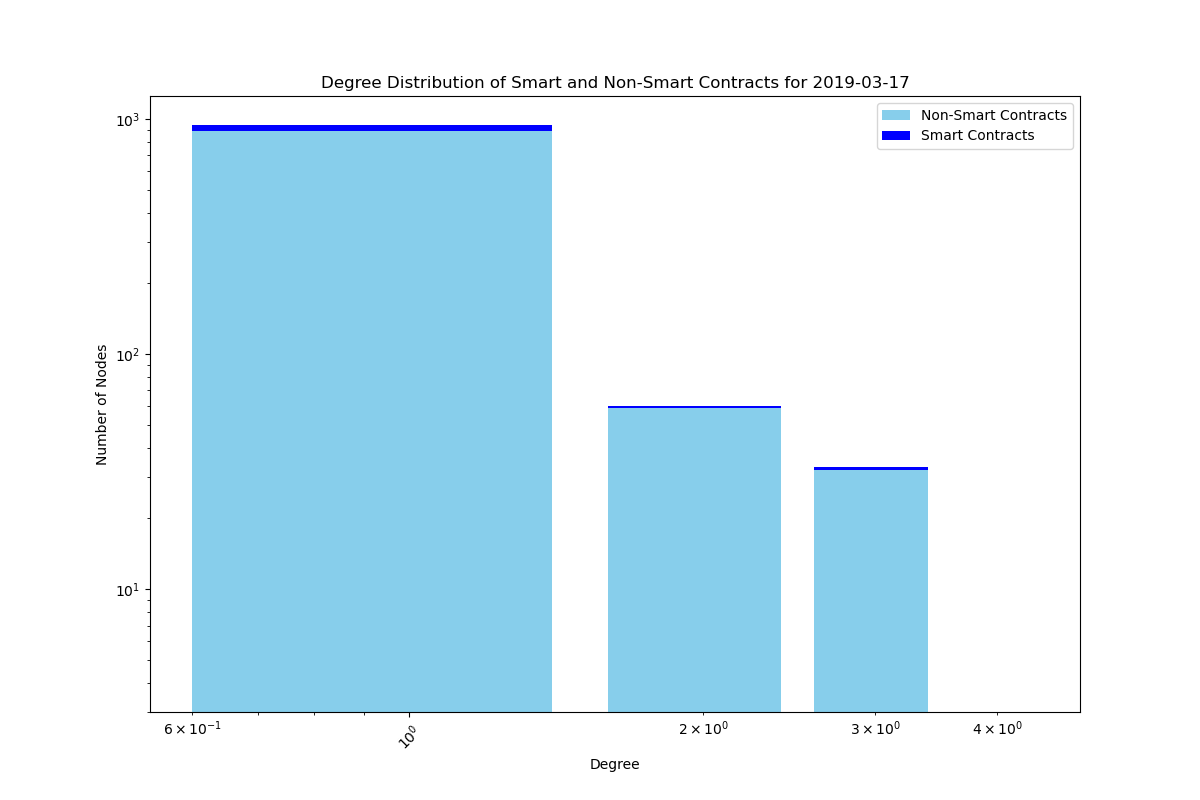 Degree Distribution of Smart and Non-Smart Contracts for 2019-03-17
Non-Smart Contracts
Smart Contracts
Number of Nodes
10³
10²
10¹
6 × 10⁻¹
10⁰
2 × 10⁰
3 × 10⁰
4 × 10⁰
Degree